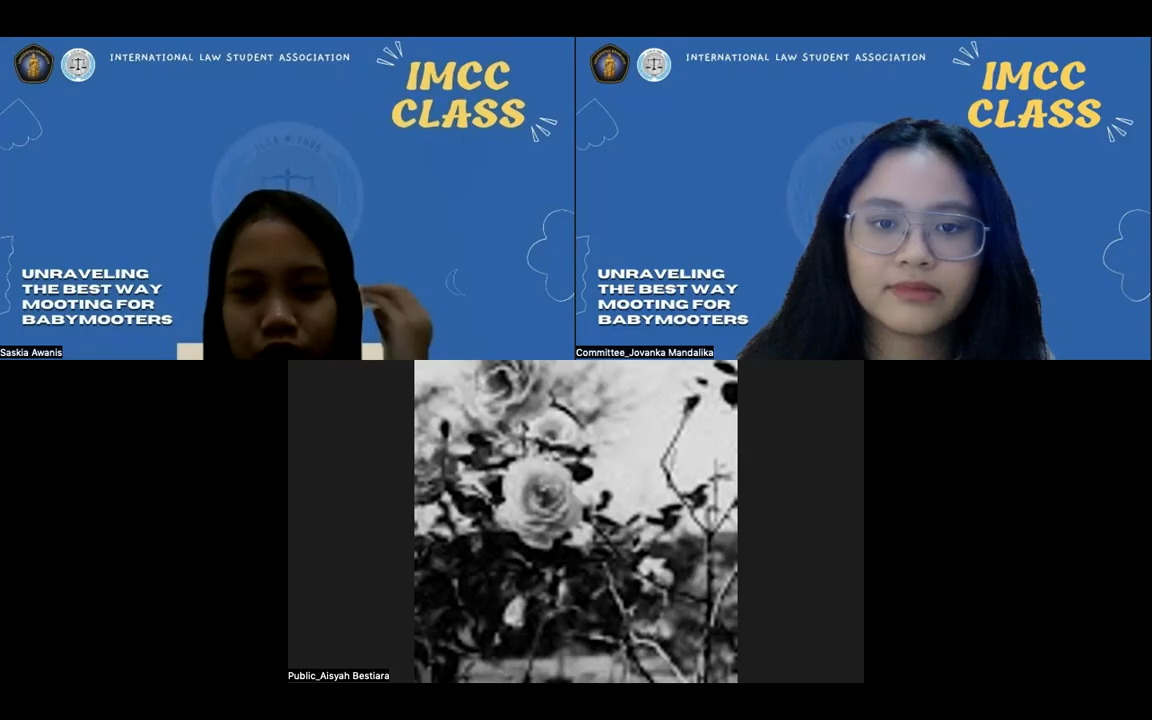 INTERNATIONAL LAW STUDENT ASSOCIATION
IMCC
CLASS
UNRAVELING
THE BEST WAY
MOOTING FOR
BABYMOOTERS
Saskia Awanis
INTERNATIONAL LAW STUDENT ASSOCIATION
IMCC
CLASS
UNRAVELING
THE BEST WAY
MOOTING FOR
BABYMOOTERS
Committee_Jovanka Mandalika
Public_Aisyah Bestiara